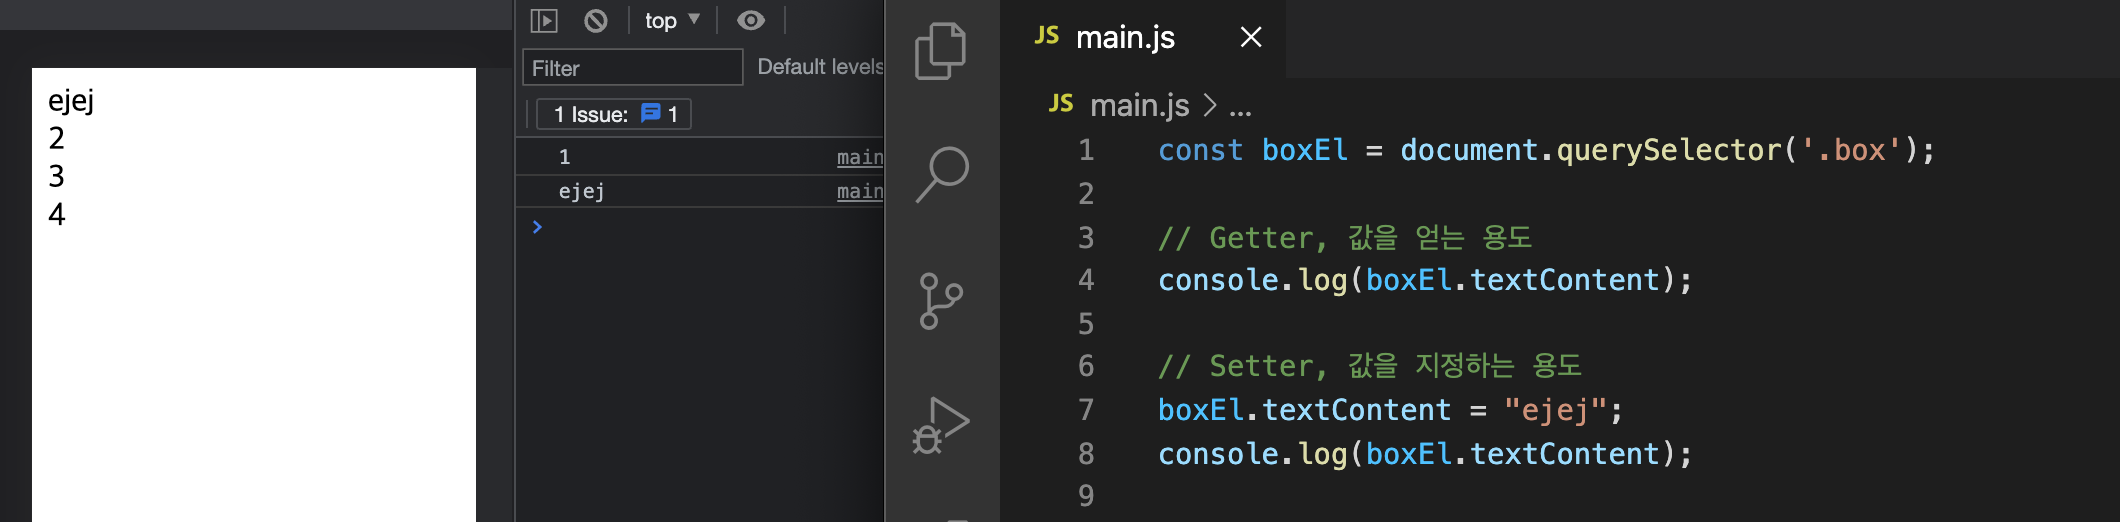 ejej
2
3
4
top
Filter
Default levels
1 Issue: 1
1 main
ejej main
JS main.js
JS main.js > ...
1 const boxEl = document.querySelector('.box');
2
3 // Getter, 값을 얻는 용도
4 console.log(boxEl.textContent);
5
6 // Setter, 값을 지정하는 용도
7 boxEl.textContent = "ejej";
8 console.log(boxEl.textContent);
9